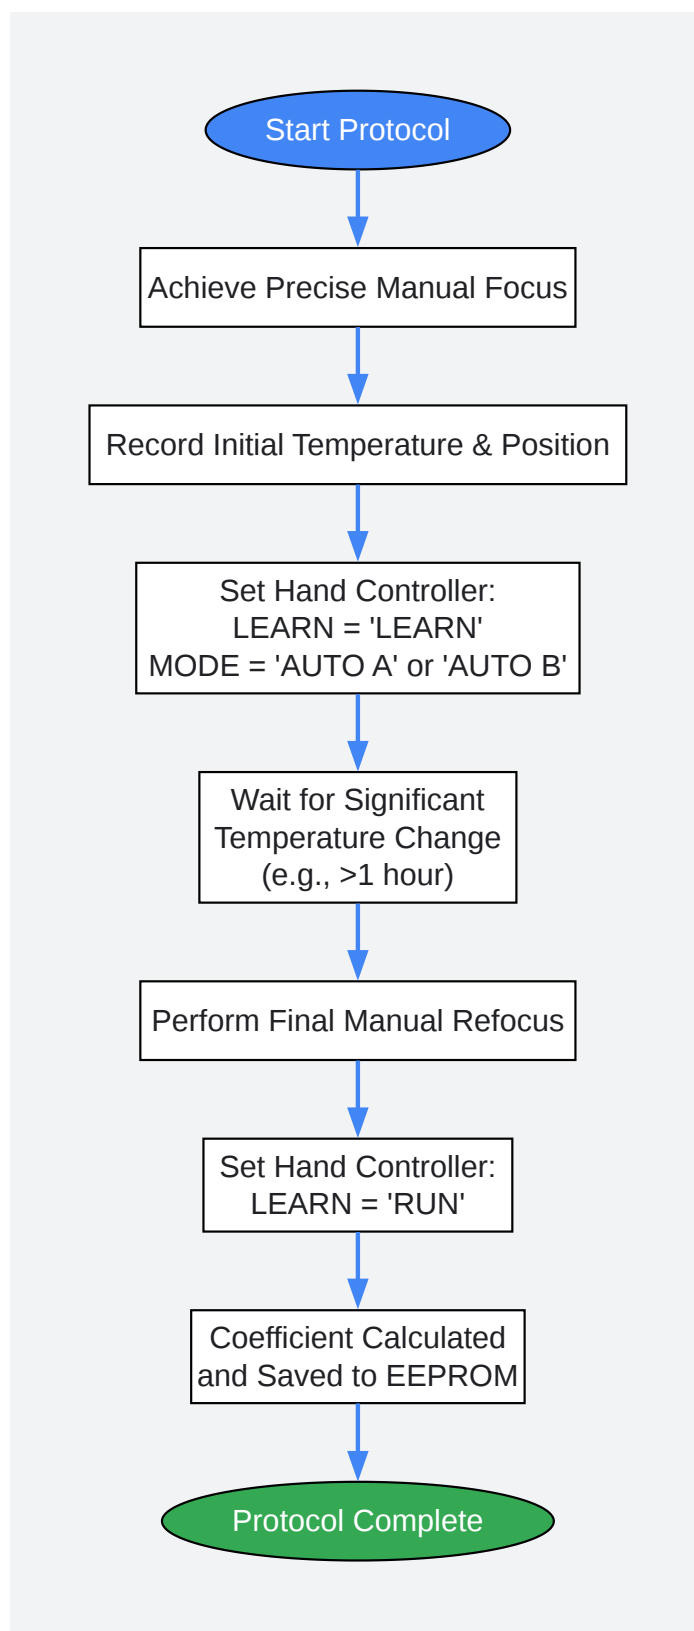 Start Protocol
Achieve Precise Manual Focus
Record Initial Temperature & Position
Set Hand Controller:
LEARN = 'LEARN'
MODE = 'AUTO A' or 'AUTO B'
Wait for Significant
Temperature Change
(e.g., >1 hour)
Perform Final Manual Refocus
Set Hand Controller:
LEARN = 'RUN'
Coefficient Calculated
and Saved to EEPROM
Protocol Complete